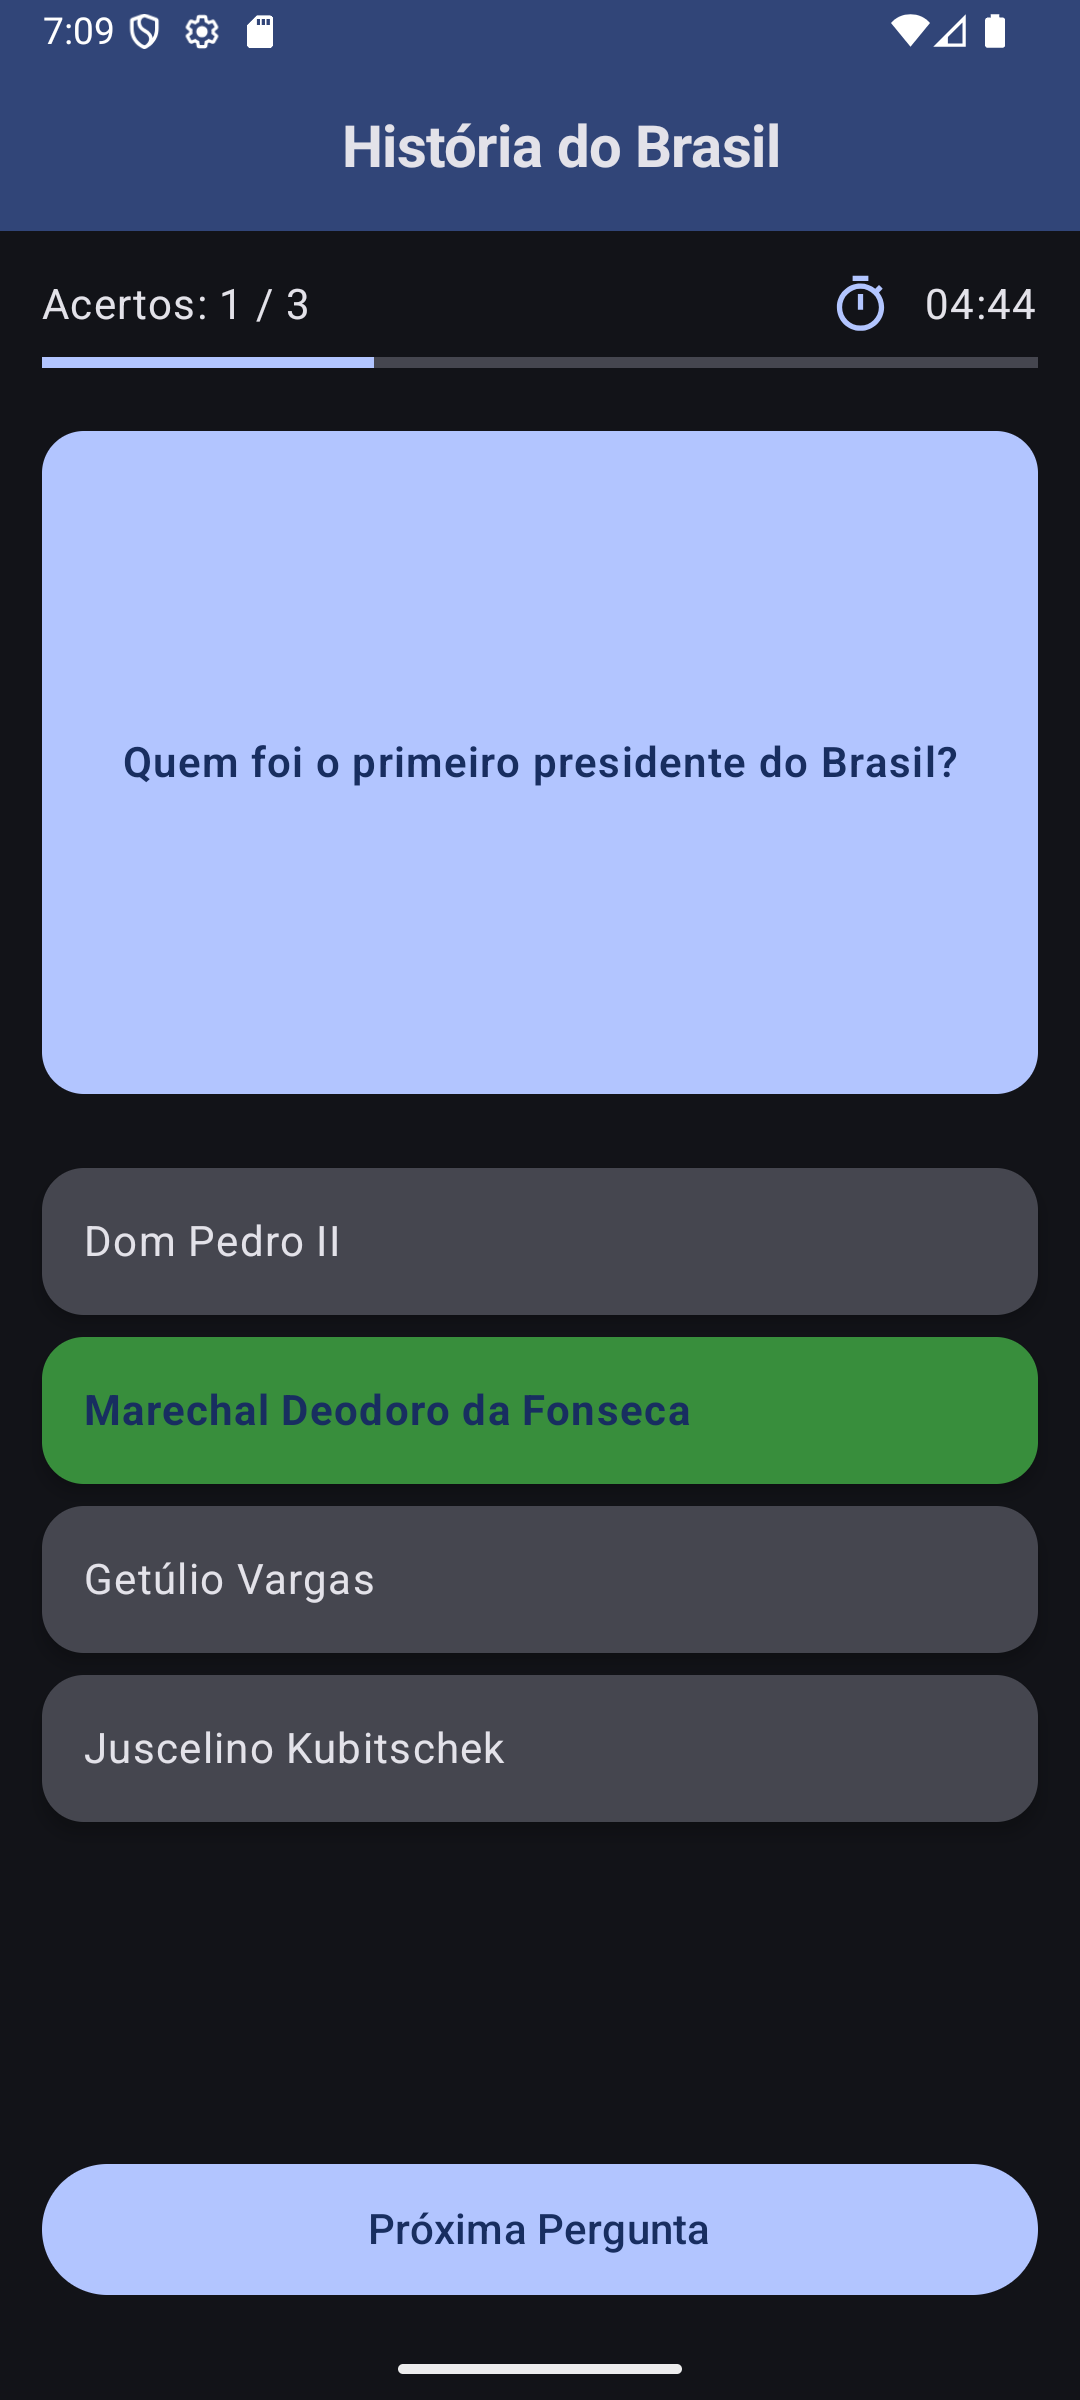 7:09
História do Brasil
Acertos: 1 / 3
04:44
Quem foi o primeiro presidente do Brasil?
Dom Pedro II
Marechal Deodoro da Fonseca
Getúlio Vargas
Juscelino Kubitschek
Próxima Pergunta